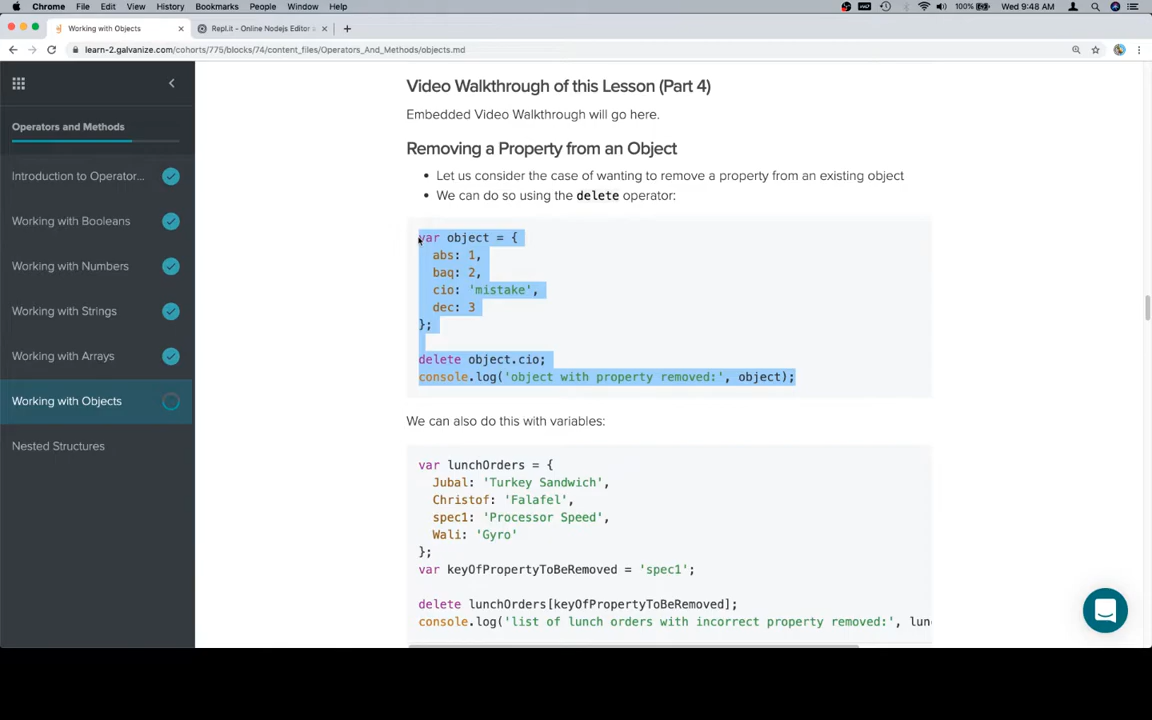 Chrome File Edit View History Bookmarks People Window Help 100% Wed 9:48 AM
Working with Objects
Repl.it - Online Nodejs Editor
learn-2.galvanize.com/cohorts/775/blocks/74/content_files/Operators_And_Methods/objects.md
Operators and Methods
Introduction to Operator...
Working with Booleans
Working with Numbers
Working with Strings
Working with Arrays
Working with Objects
Nested Structures
Video Walkthrough of this Lesson (Part 4)
Embedded Video Walkthrough will go here.
Removing a Property from an Object
• Let us consider the case of wanting to remove a property from an existing object
• We can do so using the delete operator:
var object = {
abs: 1,
baq: 2,
cio: 'mistake',
dec: 3
};
delete object.cio;
console.log('object with property removed:', object);
We can also do this with variables:
var lunchOrders = {
Jubal: 'Turkey Sandwich',
Christof: 'Falafel',
spec1: 'Processor Speed',
Wali: 'Gyro'
};
var keyOfPropertyToBeRemoved = 'spec1';
delete lunchOrders[keyOfPropertyToBeRemoved];
console.log('list of lunch orders with incorrect property removed:', lun